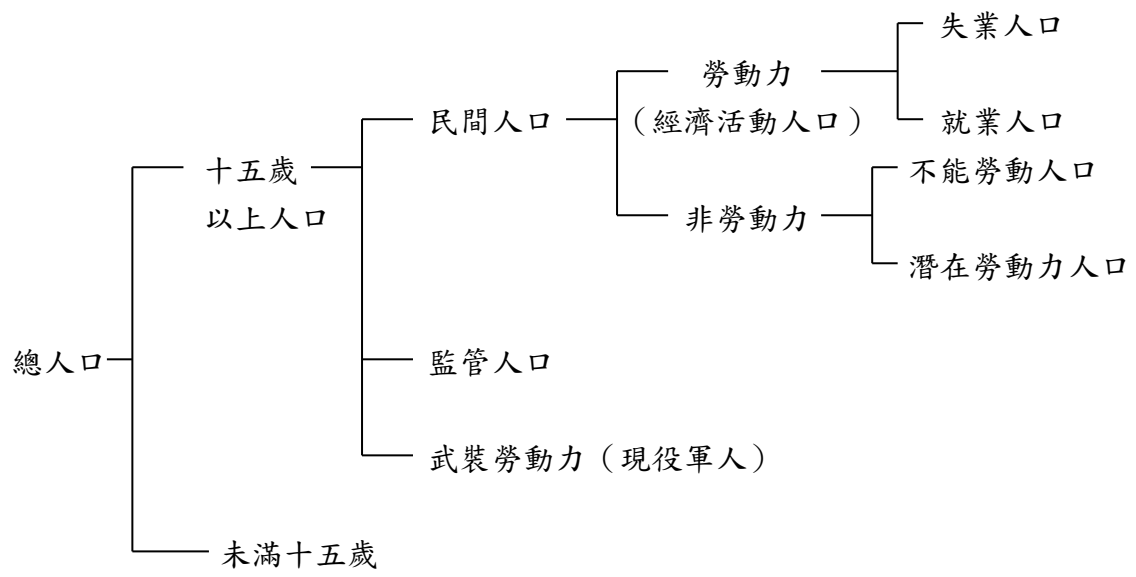 失業人口
勞動力
民間人口
（經濟活動人口）
就業人口
十五歲
以上人口
不能勞動人口
非勞動力
潛在勞動力人口
總人口
監管人口
武裝勞動力（現役軍人）
未滿十五歲